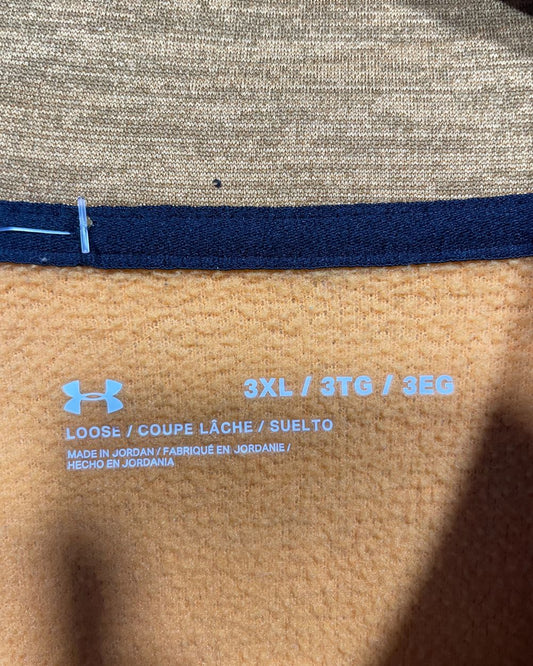 3XL / 3TG / 3EG
LOOSE / COUPE LÂCHE / SUELTO
MADE IN JORDAN / FABRIQUÉ EN JORDANIE /
HECHO EN JORDANIA